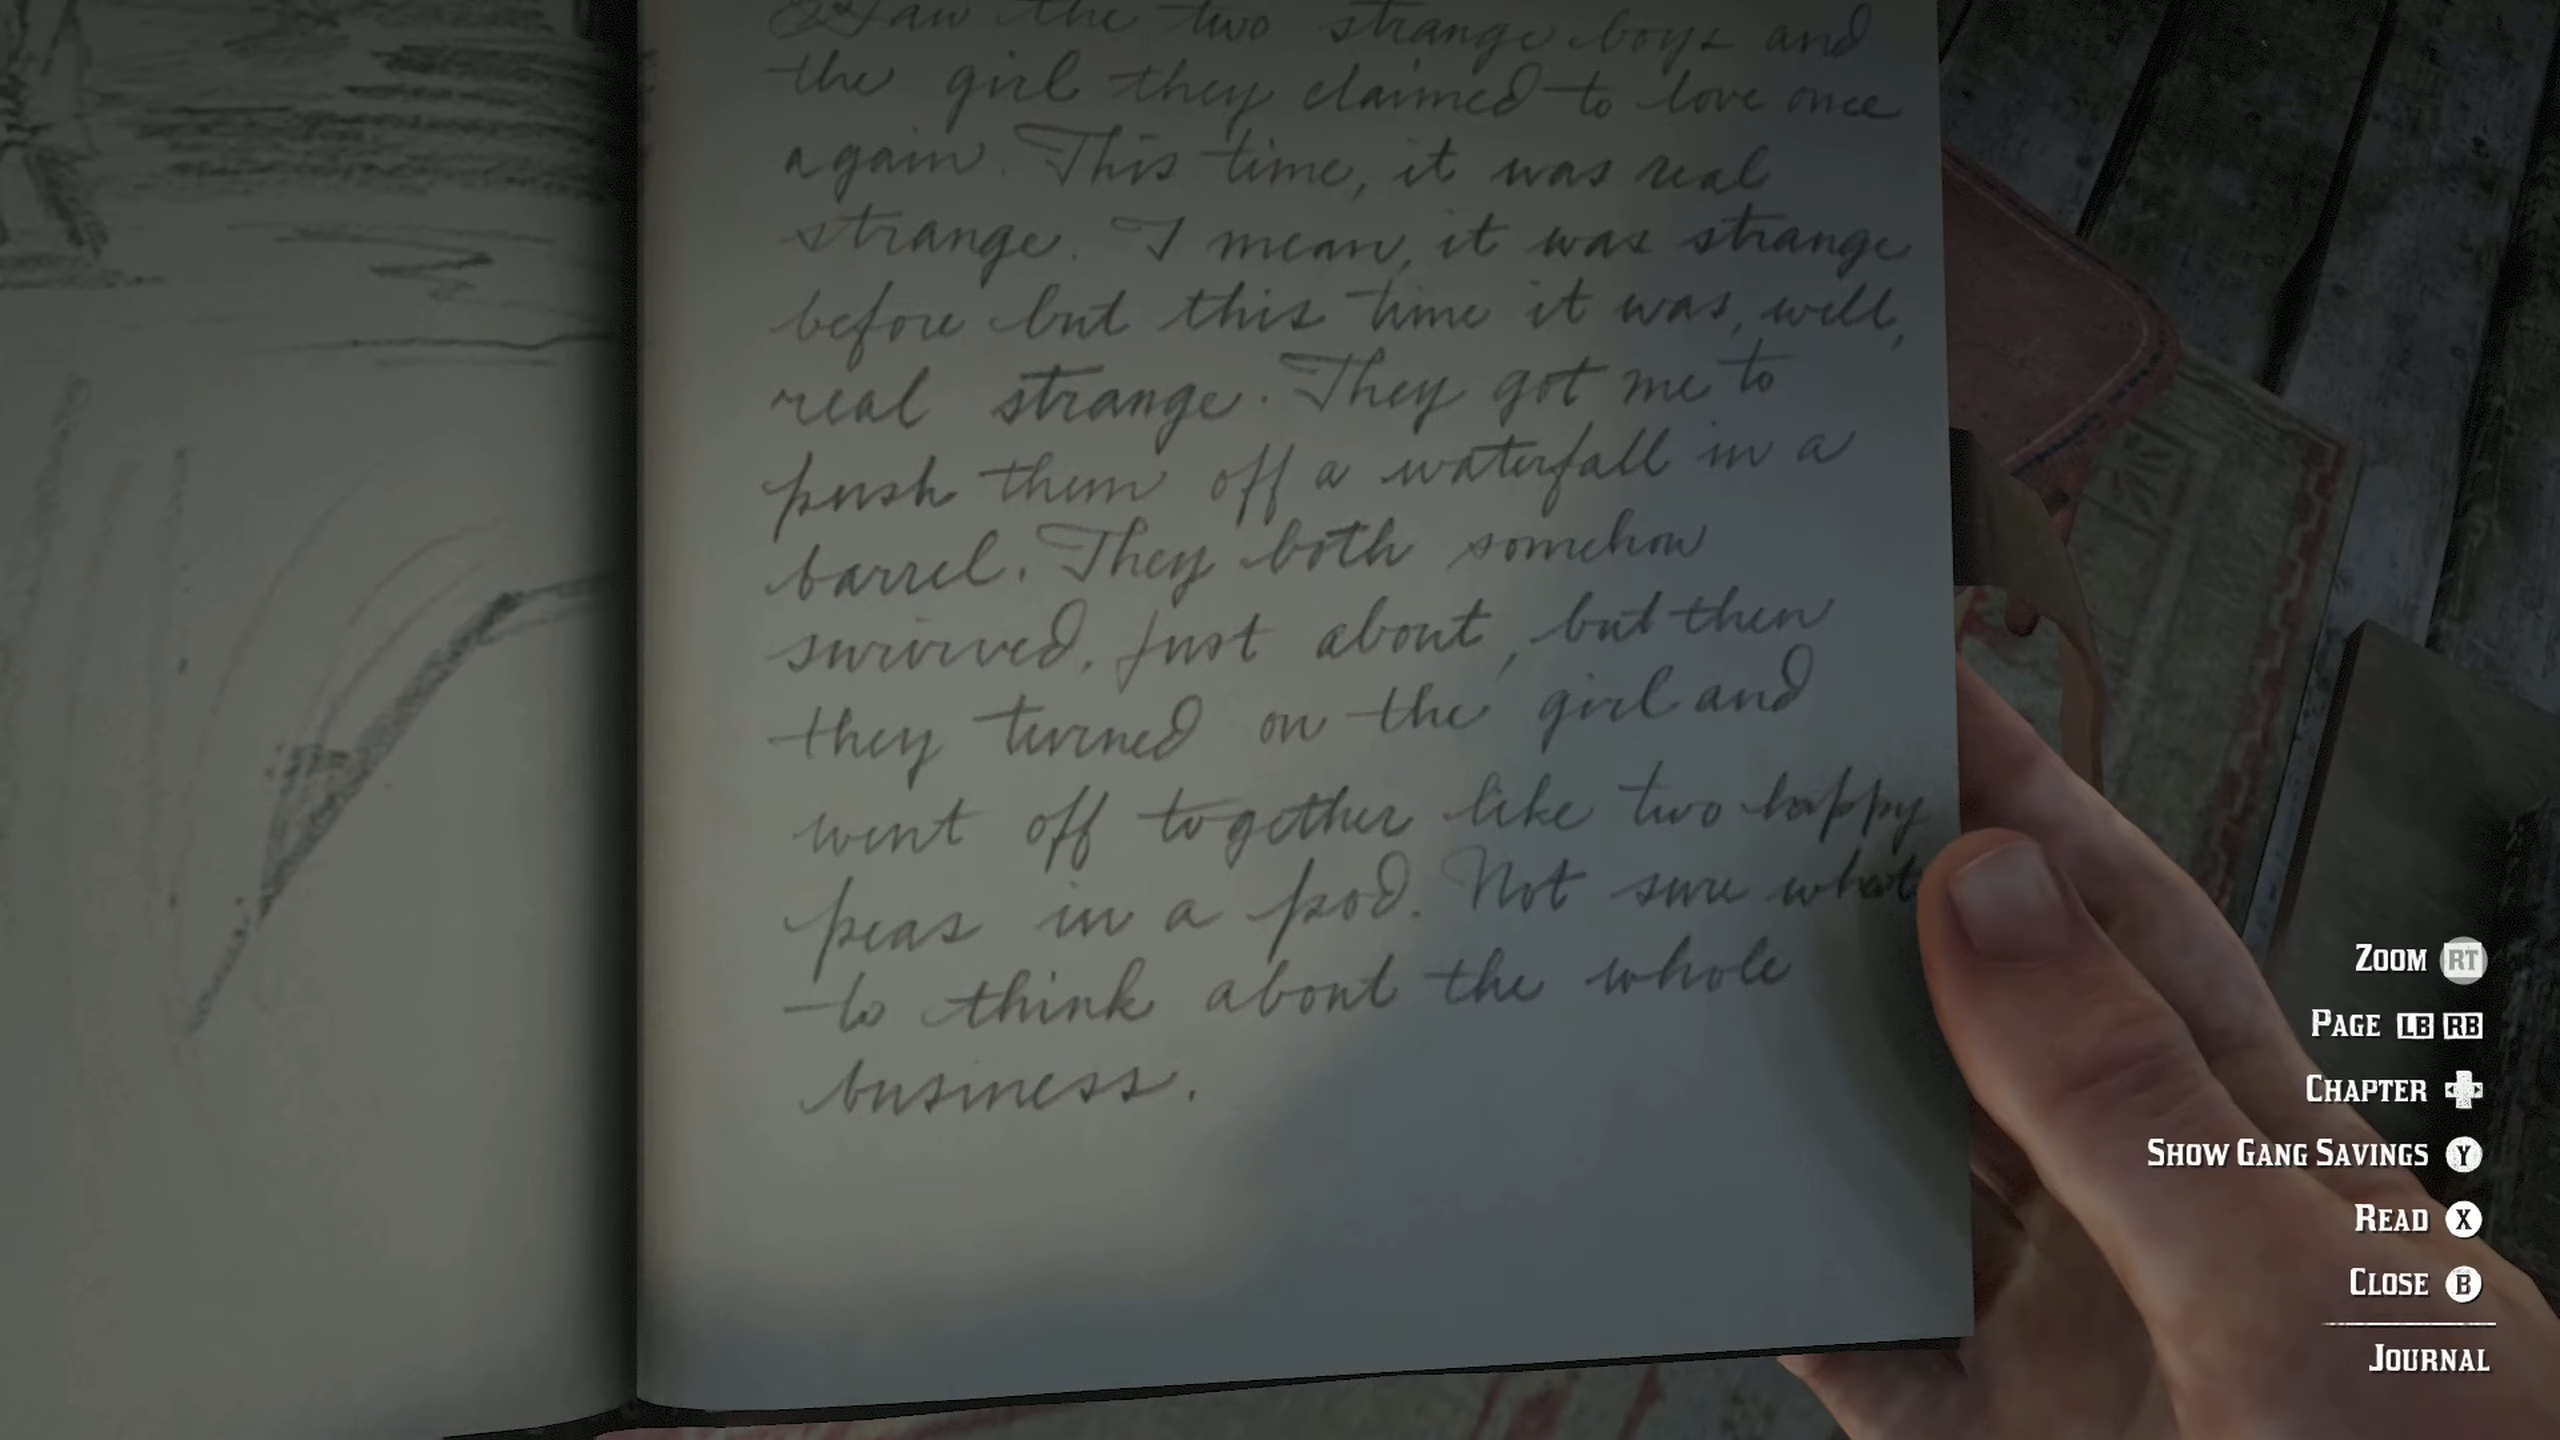 Saw the two strange boys and
the girl they claimed to love once
again. This time, it was real
strange. I mean, it was strange
before but this time it was, well,
real strange. They got me to
push them off a waterfall in a
barrel. They both somehow
survived, just about, but then
they turned on the girl and
went off together like two happy
peas in a pod. Not sure what
to think about the whole
business.
ZOOM RT
PAGE LB RB
CHAPTER
SHOW GANG SAVINGS Y
READ X
CLOSE B
JOURNAL